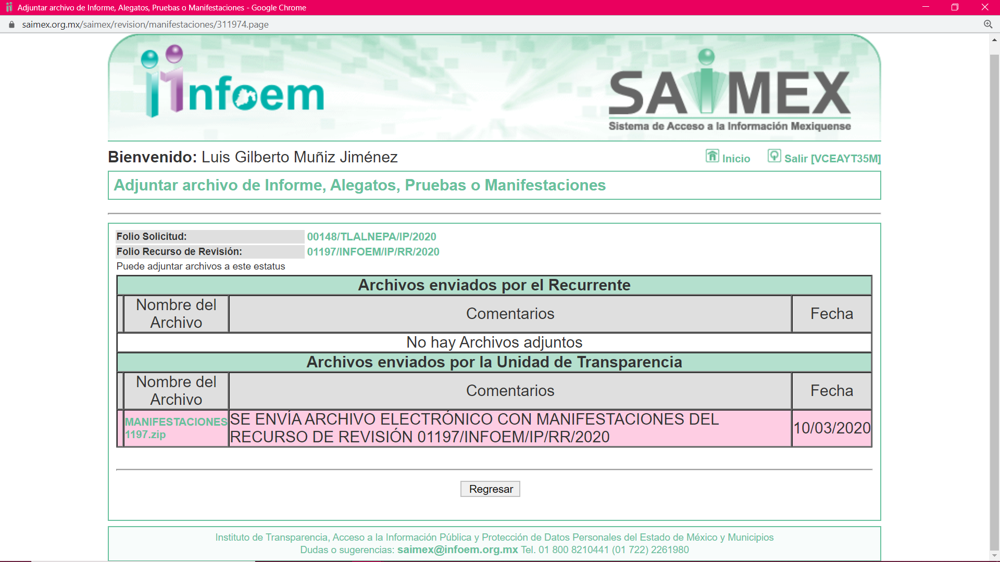 Adjuntar archivo de Informe, Alegatos, Pruebas o Manifestaciones - Google Chrome
saimex.org.mx/saimex/revision/manifestaciones/311974.page
infoem
SAIMEX
Sistema de Acceso a la Información Mexiquense
Bienvenido: Luis Gilberto Muñiz Jiménez
Inicio
Salir [VCEAYT35M]
Adjuntar archivo de Informe, Alegatos, Pruebas o Manifestaciones
Folio Solicitud: 00148/TLALNEPA/IP/2020
Folio Recurso de Revisión: 01197/INFOEM/IP/RR/2020
Puede adjuntar archivos a este estatus
Archivos enviados por el Recurrente
Nombre del
Archivo
Comentarios
Fecha
No hay Archivos adjuntos
Archivos enviados por la Unidad de Transparencia
Nombre del
Archivo
Comentarios
Fecha
MANIFESTACIONES
1197.zip
SE ENVÍA ARCHIVO ELECTRÓNICO CON MANIFESTACIONES DEL
RECURSO DE REVISIÓN 01197/INFOEM/IP/RR/2020
10/03/2020
Regresar
Instituto de Transparencia, Acceso a la Información Pública y Protección de Datos Personales del Estado de México y Municipios
Dudas o sugerencias: saimex@infoem.org.mx Tel. 01 800 8210441 (01 722) 2261980